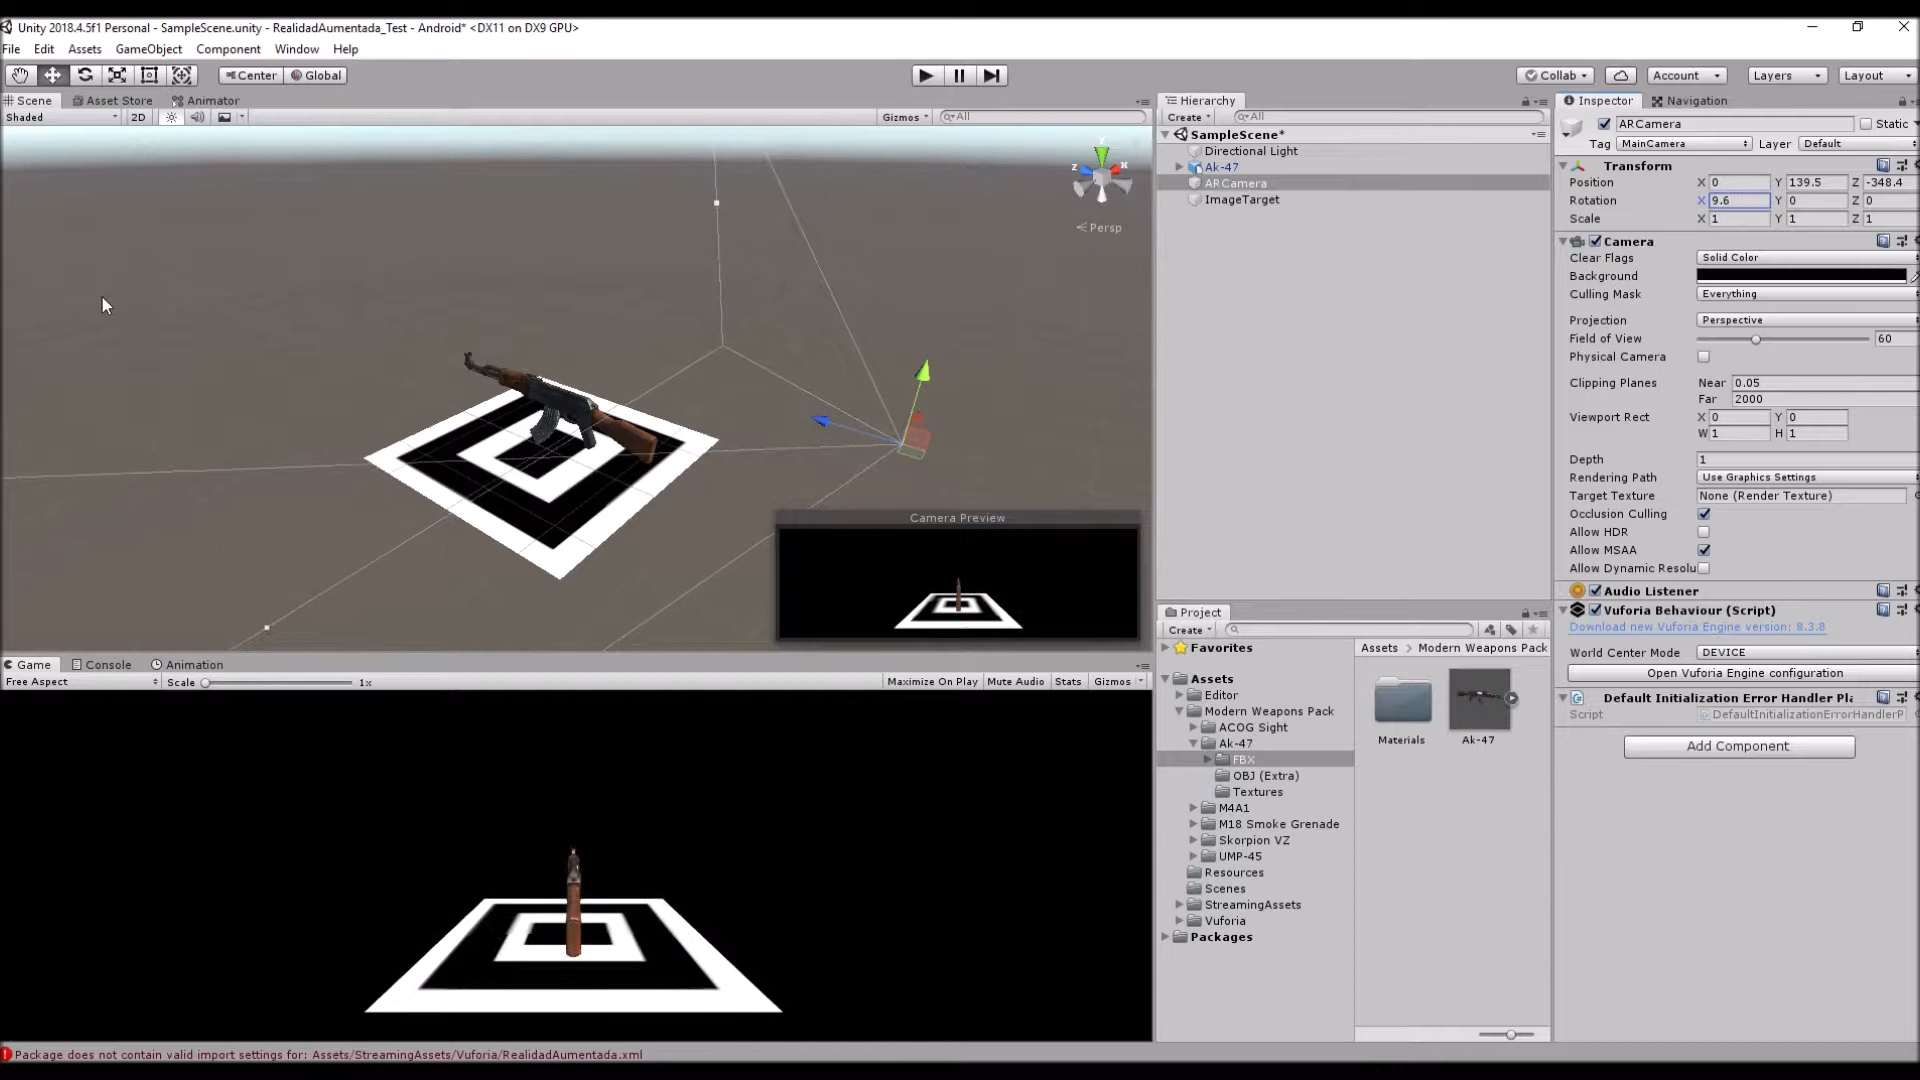 Unity 2018.4.5f1 Personal - SampleScene.unity - RealidadAumentada_Test - Android* <DX11 on DX9 GPU>
File Edit Assets GameObject Component Window Help
Center Global Collab Account Layers Layout
Scene Asset Store Animator
Shaded 2D Gizmos All
Persp
z x
Camera Preview
Game Console Animation
Free Aspect Scale 1x Maximize On Play Mute Audio Stats Gizmos
Hierarchy
Create All
SampleScene*
Directional Light
Ak-47
ARCamera
ImageTarget
Project
Create
Favorites
Assets
Editor
Modern Weapons Pack
ACOG Sight
Ak-47
FBX
OBJ (Extra)
Textures
M4A1
M18 Smoke Grenade
Skorpion VZ
UMP-45
Resources
Scenes
StreamingAssets
Vuforia
Packages
Assets > Modern Weapons Pack
Materials
Ak-47
Inspector Navigation
ARCamera Static
Tag MainCamera Layer Default
Transform
Position X 0 Y 139.5 Z -348.4
Rotation X 9.6 Y 0 Z 0
Scale X 1 Y 1 Z 1
Camera
Clear Flags Solid Color
Background
Culling Mask Everything
Projection Perspective
Field of View 60
Physical Camera
Clipping Planes Near 0.05
Far 2000
Viewport Rect X 0 Y 0
W 1 H 1
Depth 1
Rendering Path Use Graphics Settings
Target Texture None (Render Texture)
Occlusion Culling
Allow HDR
Allow MSAA
Allow Dynamic Resolu
Audio Listener
Vuforia Behaviour (Script)
Download new Vuforia Engine version: 8.3.8
World Center Mode DEVICE
Open Vuforia Engine configuration
Default Initialization Error Handler Pla
Script DefaultInitializationErrorHandlerP
Add Component
Package does not contain valid import settings for: Assets/StreamingAssets/Vuforia/RealidadAumentada.xml